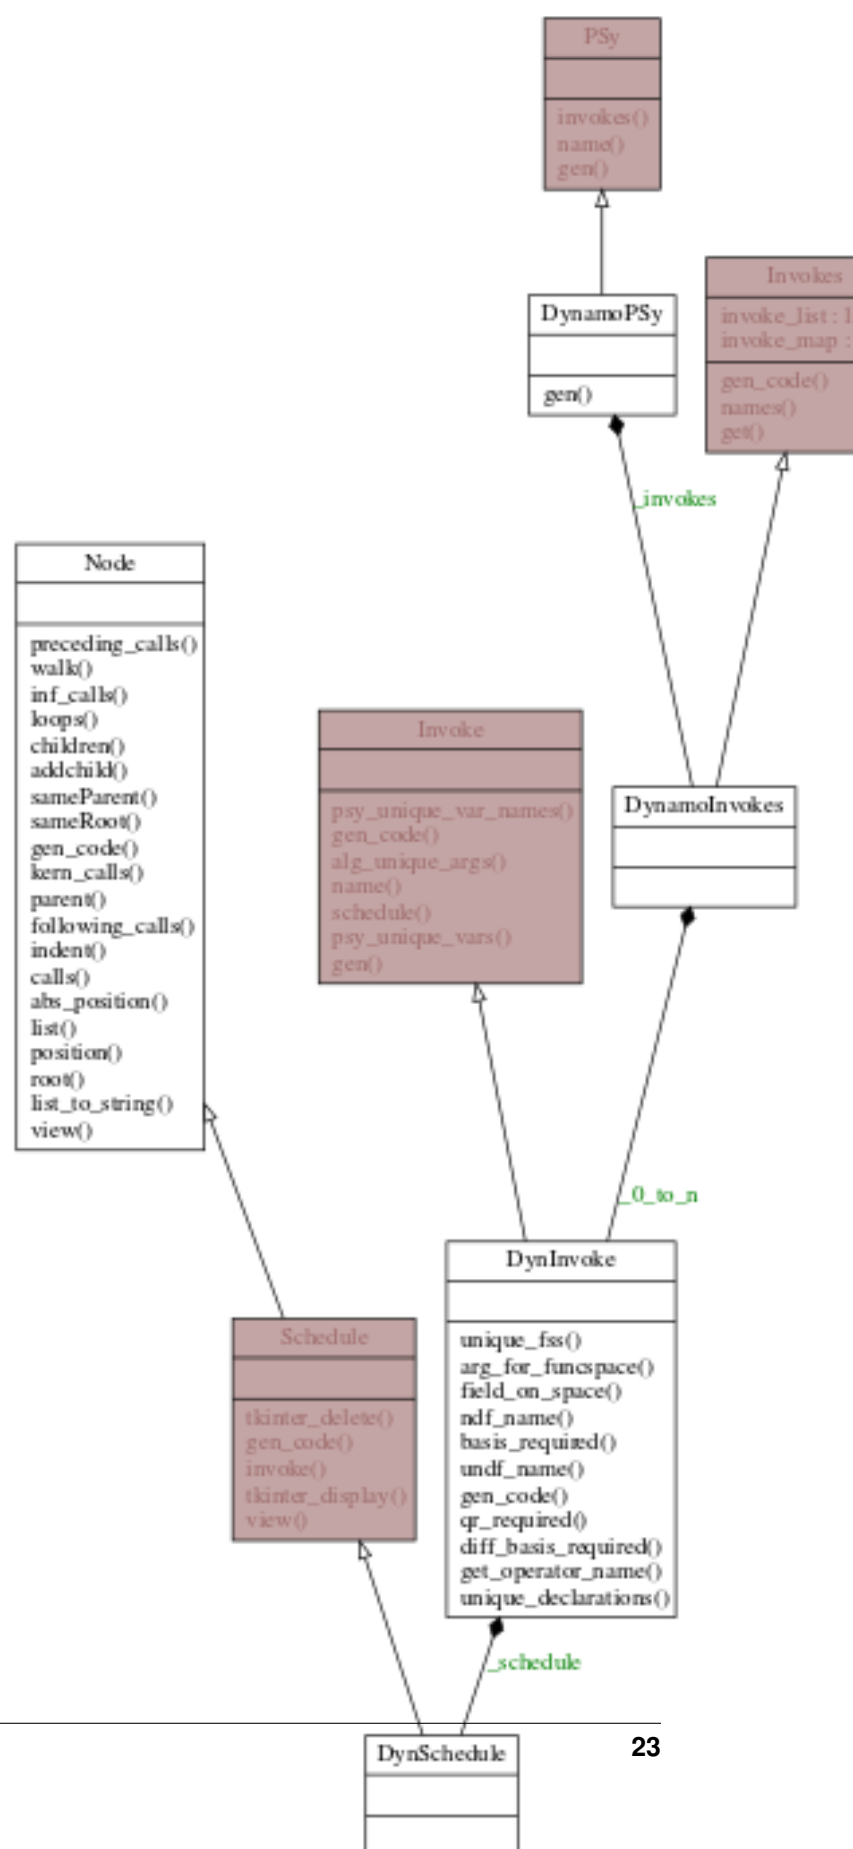 PSy
invokes()
name()
gen()
Invokes
invoke_list : l
invoke_map :
gen_code()
names()
get()
DynamoPSy
gen()
_invokes
Node
preceding_calls()
walk()
inf_calls()
loops()
children()
addchild()
sameParent()
sameRoot()
gen_code()
kern_calls()
parent()
following_calls()
indent()
calls()
abs_position()
list()
position()
root()
list_to_string()
view()
Invoke
psy_unique_var_names()
gen_code()
alg_unique_args()
name()
schedule()
psy_unique_vars()
gen()
DynamoInvokes
_0_to_n
DynInvoke
unique_fss()
arg_for_funcspace()
field_on_space()
ndf_name()
basis_required()
undf_name()
gen_code()
qr_required()
diff_basis_required()
get_operator_name()
unique_declarations()
Schedule
tkinter_delete()
gen_code()
invoke()
tkinter_display()
view()
_schedule
DynSchedule
23